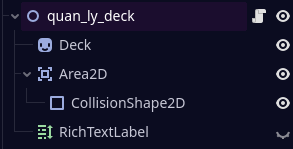 quan_ly_deck
Deck
Area2D
CollisionShape2D
RichTextLabel